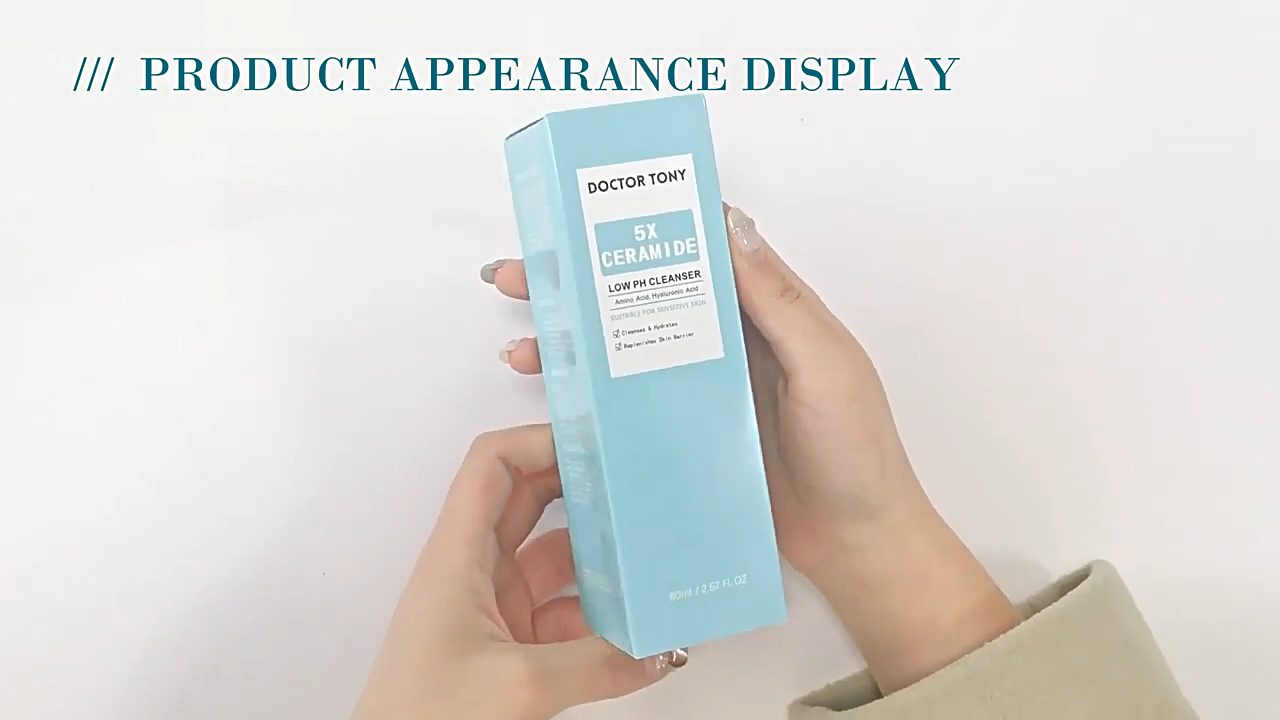 /// PRODUCT APPEARANCE DISPLAY
DOCTOR TONY
5X
CERAMIDE
LOW PH CLEANSER
Amino Acid, Hyaluronic Acid
SUITABLE FOR SENSITIVE SKIN
Cleanses & Hydrates
Replenishes Skin Barrier
80ml / 2.67 FL.OZ